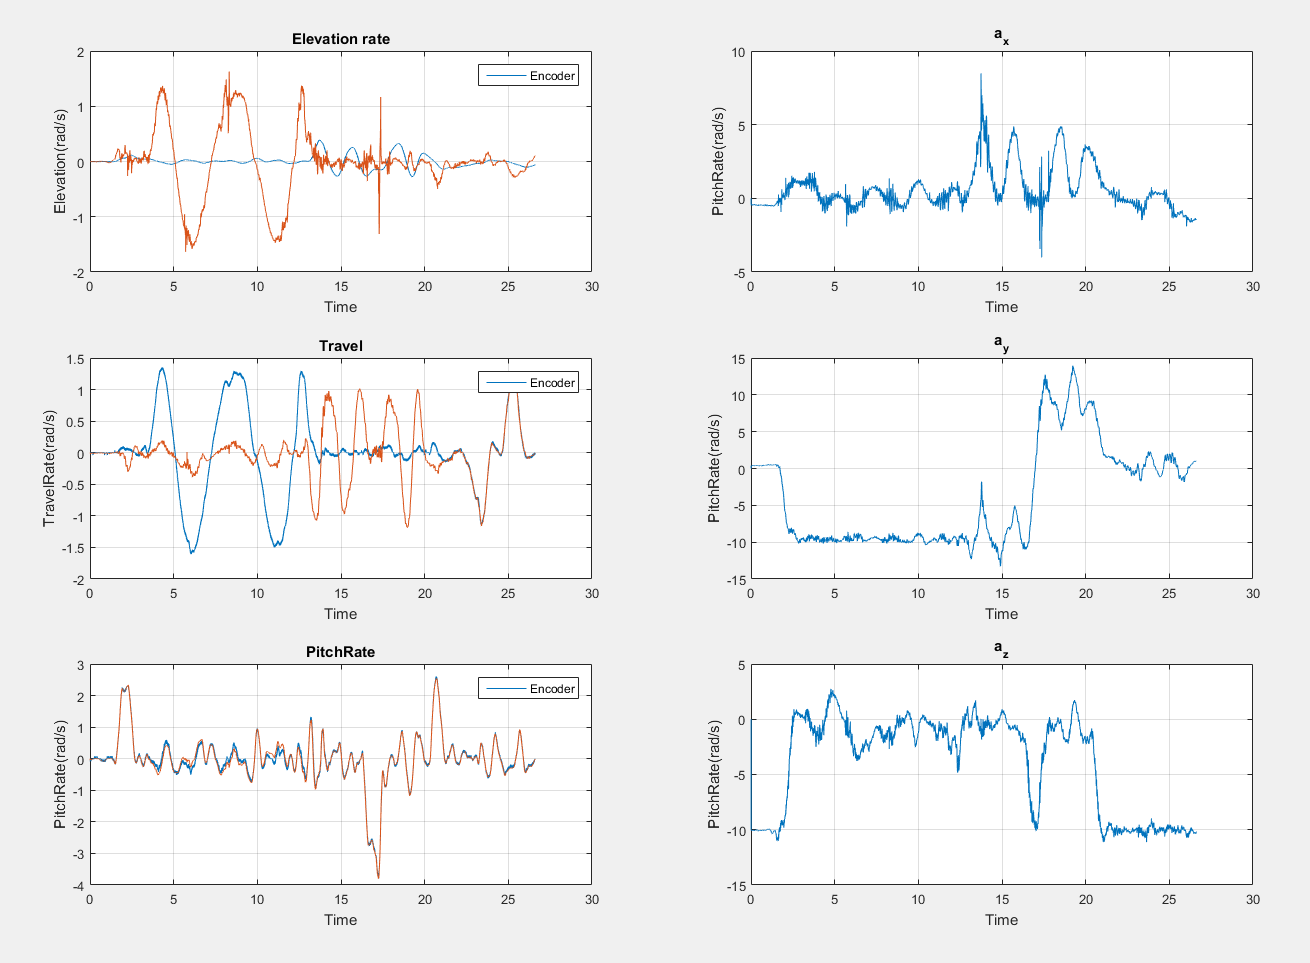 Elevation rate
Elevation(rad/s)
2
1
0
-1
-2
Encoder
0 5 10 15 20 25 30
Time
a_x
PitchRate(rad/s)
10
5
0
-5
0 5 10 15 20 25 30
Time
Travel
TravelRate(rad/s)
1.5
1
0.5
0
-0.5
-1
-1.5
-2
Encoder
0 5 10 15 20 25 30
Time
a_y
PitchRate(rad/s)
15
10
5
0
-5
-10
-15
0 5 10 15 20 25 30
Time
PitchRate
PitchRate(rad/s)
3
2
1
0
-1
-2
-3
-4
Encoder
0 5 10 15 20 25 30
Time
a_z
PitchRate(rad/s)
5
0
-5
-10
-15
0 5 10 15 20 25 30
Time